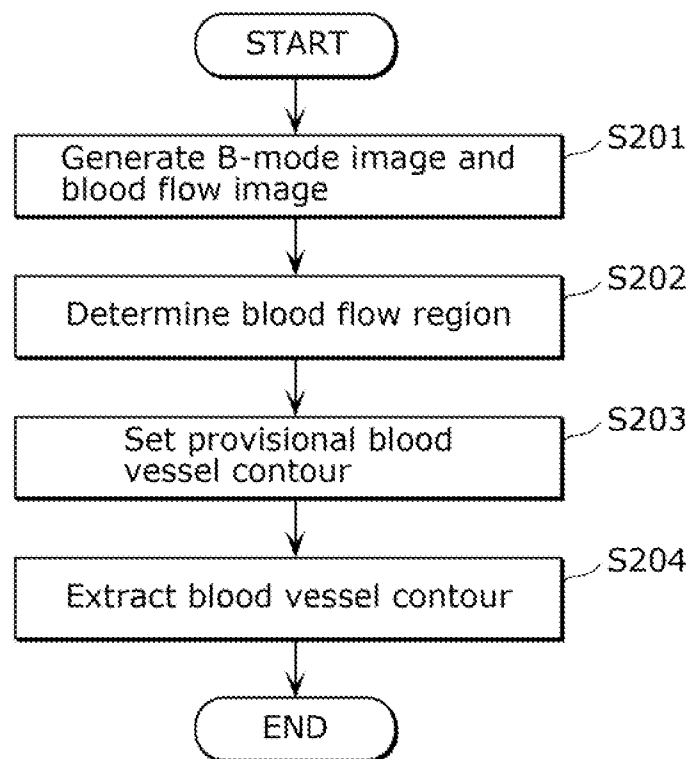 START
S201
Generate B-mode image and
blood flow image
S202
Determine blood flow region
S203
Set provisional blood
vessel contour
S204
Extract blood vessel contour
END